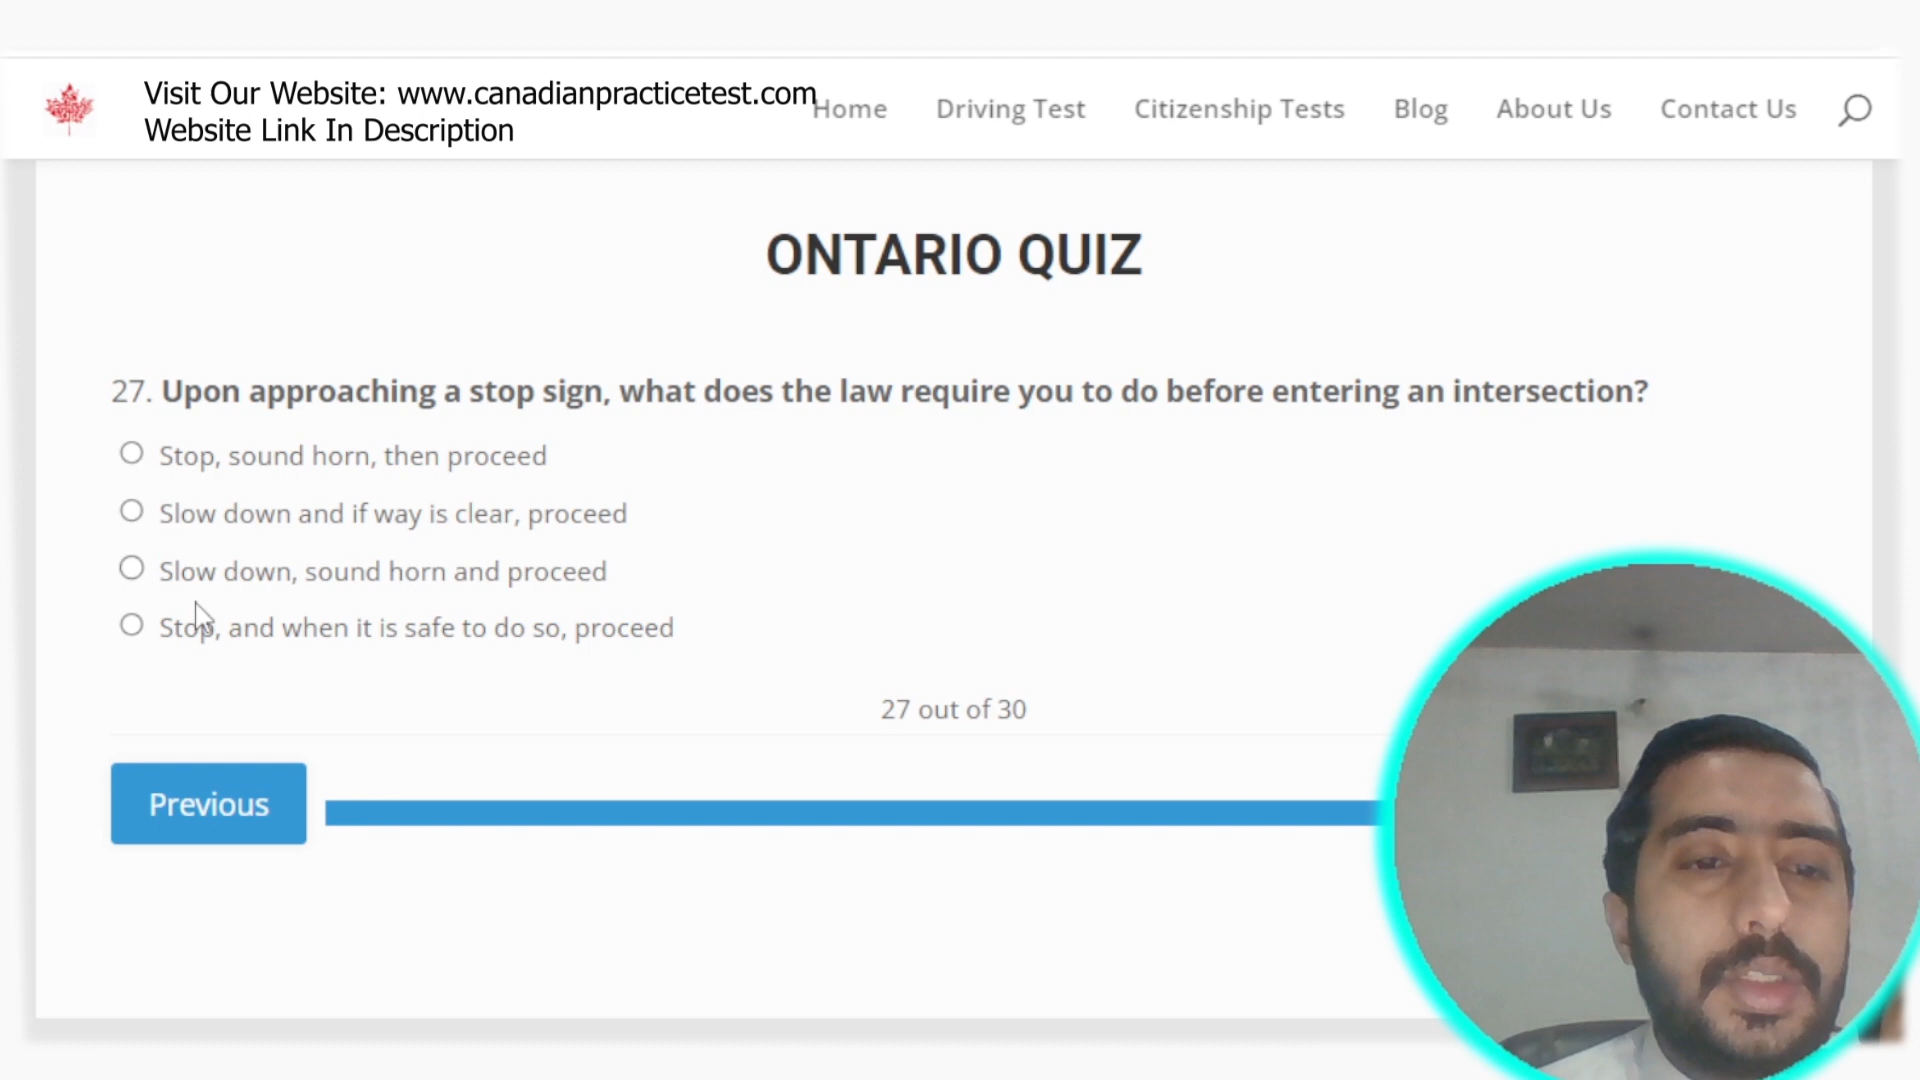 Visit Our Website: www.canadianpracticetest.com
Website Link In Description
Home Driving Test Citizenship Tests Blog About Us Contact Us
ONTARIO QUIZ
27. Upon approaching a stop sign, what does the law require you to do before entering an intersection?
Stop, sound horn, then proceed
Slow down and if way is clear, proceed
Slow down, sound horn and proceed
Stop, and when it is safe to do so, proceed
27 out of 30
Previous